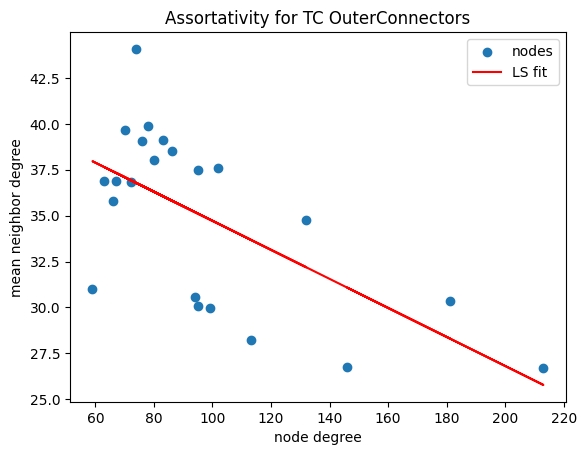 Assortativity for TC OuterConnectors
nodes
LS fit
mean neighbor degree
42.5
40.0
37.5
35.0
32.5
30.0
27.5
25.0
60 80 100 120 140 160 180 200 220
node degree